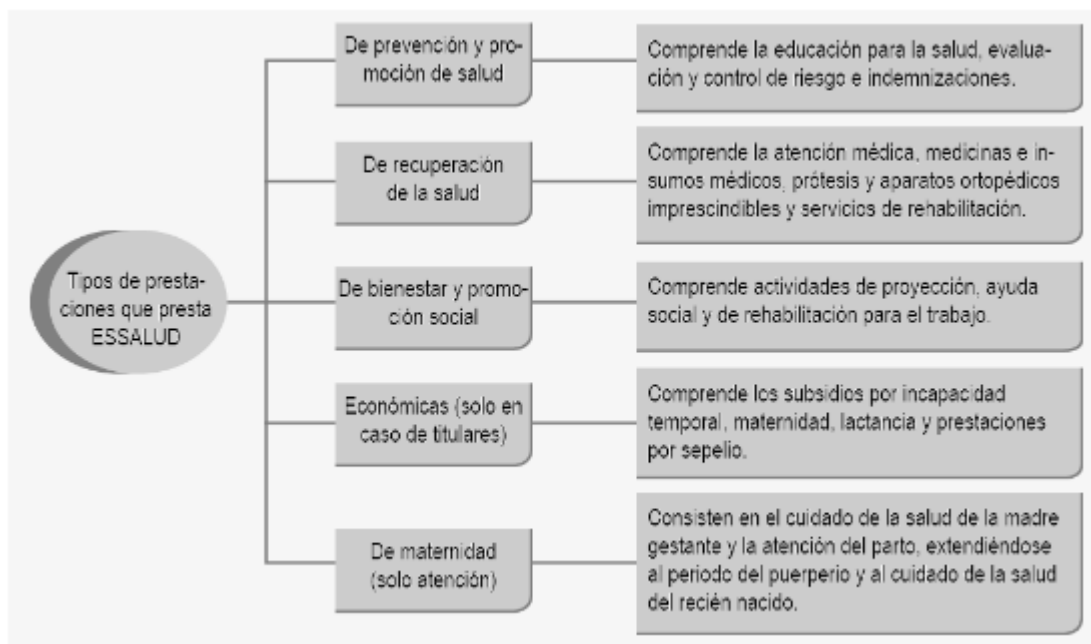 Tipos de presta-
ciones que presta
ESSALUD
De prevención y pro-
moción de salud
Comprende la educación para la salud, evalua-
ción y control de riesgo e indemnizaciones.
De recuperación
de la salud
Comprende la atención médica, medicinas e in-
sumos médicos, prótesis y aparatos ortopédicos
imprescindibles y servicios de rehabilitación.
De bienestar y promo-
ción social
Comprende actividades de proyección, ayuda
social y de rehabilitación para el trabajo.
Económicas (solo en
caso de titulares)
Comprende los subsidios por incapacidad
temporal, maternidad, lactancia y prestaciones
por sepelio.
De maternidad
(solo atención)
Consisten en el cuidado de la salud de la madre
gestante y la atención del parto, extendiéndose
al periodo del puerperio y al cuidado de la salud
del recién nacido.